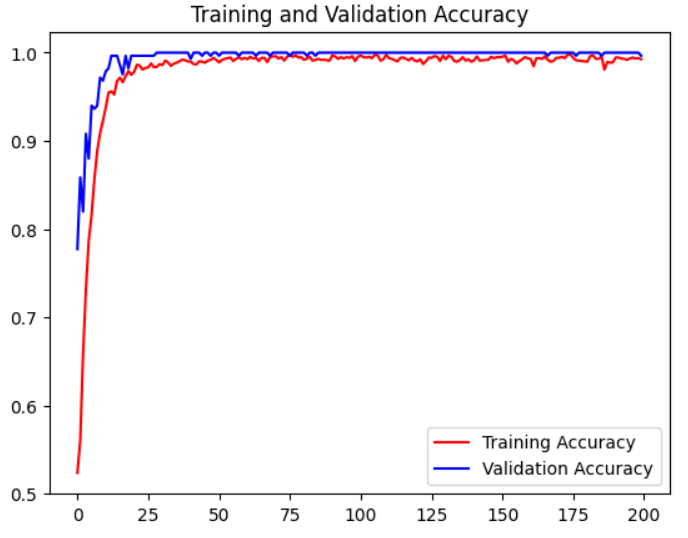 Training and Validation Accuracy
1.0
0.9
0.8
0.7
0.6
0.5
Training Accuracy
Validation Accuracy
0 25 50 75 100 125 150 175 200